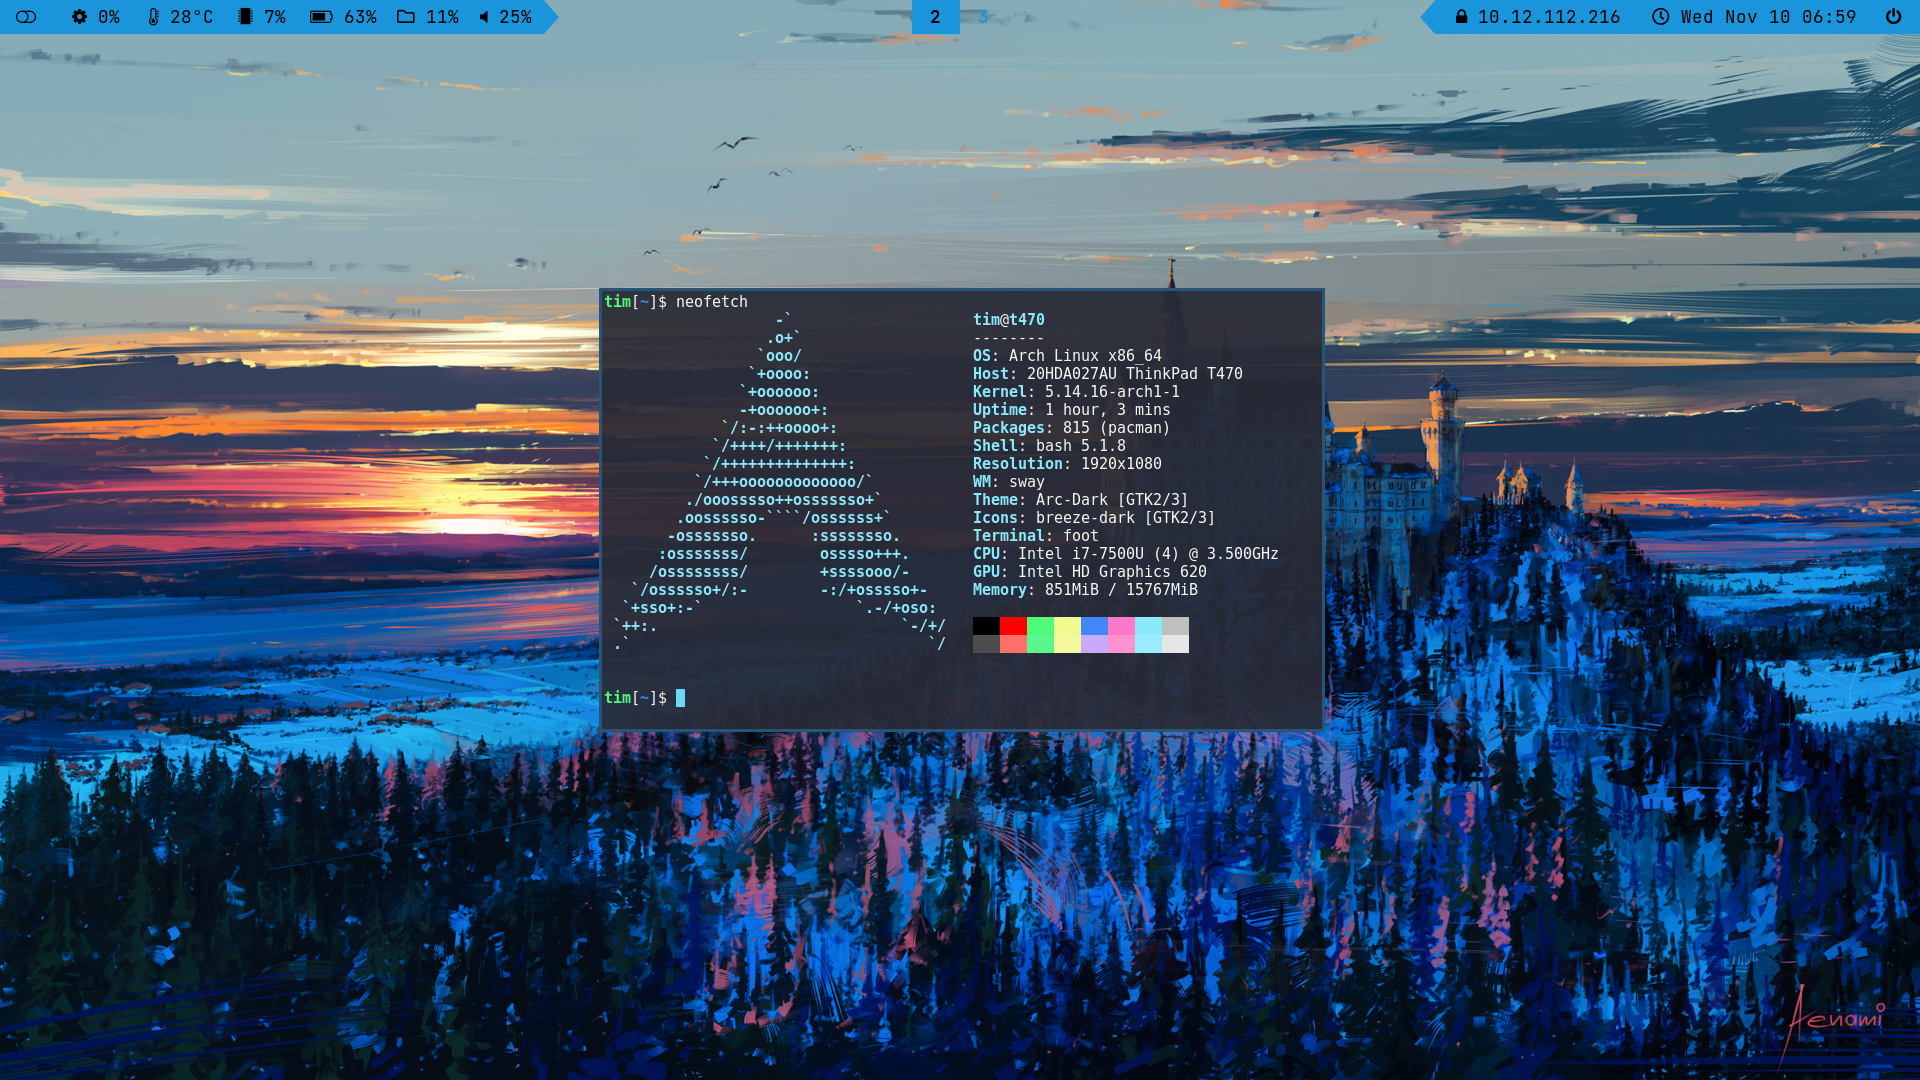 0% 28°C 7% 63% 11% 25% 2 3 10.12.112.216 Wed Nov 10 06:59
tim[~]$ neofetch
                   -`                    tim@t470
                  .o+`                   --------
                 `ooo/                   OS: Arch Linux x86_64
                `+oooo:                  Host: 20HDA027AU ThinkPad T470
               `+oooooo:                 Kernel: 5.14.16-arch1-1
               -+oooooo+:                Uptime: 1 hour, 3 mins
             `/:-:++oooo+:               Packages: 815 (pacman)
            `/++++/+++++++:              Shell: bash 5.1.8
           `/++++++++++++++:             Resolution: 1920x1080
          `/+++ooooooooooooo/`           WM: sway
         ./ooosssso++osssssso+`          Theme: Arc-Dark [GTK2/3]
        .oossssso-````/ossssss+`         Icons: breeze-dark [GTK2/3]
       -osssssso.      :ssssssso.        Terminal: foot
      :osssssss/        osssso+++.       CPU: Intel i7-7500U (4) @ 3.500GHz
     /ossssssss/        +ssssooo/-       GPU: Intel HD Graphics 620
   `/ossssso+/:-        -:/+osssso+-     Memory: 851MiB / 15767MiB
  `+sso+:-`                 `.-/+oso:
 `++:.                           `-/+/
 .`                                 `/
tim[~]$
Aenami